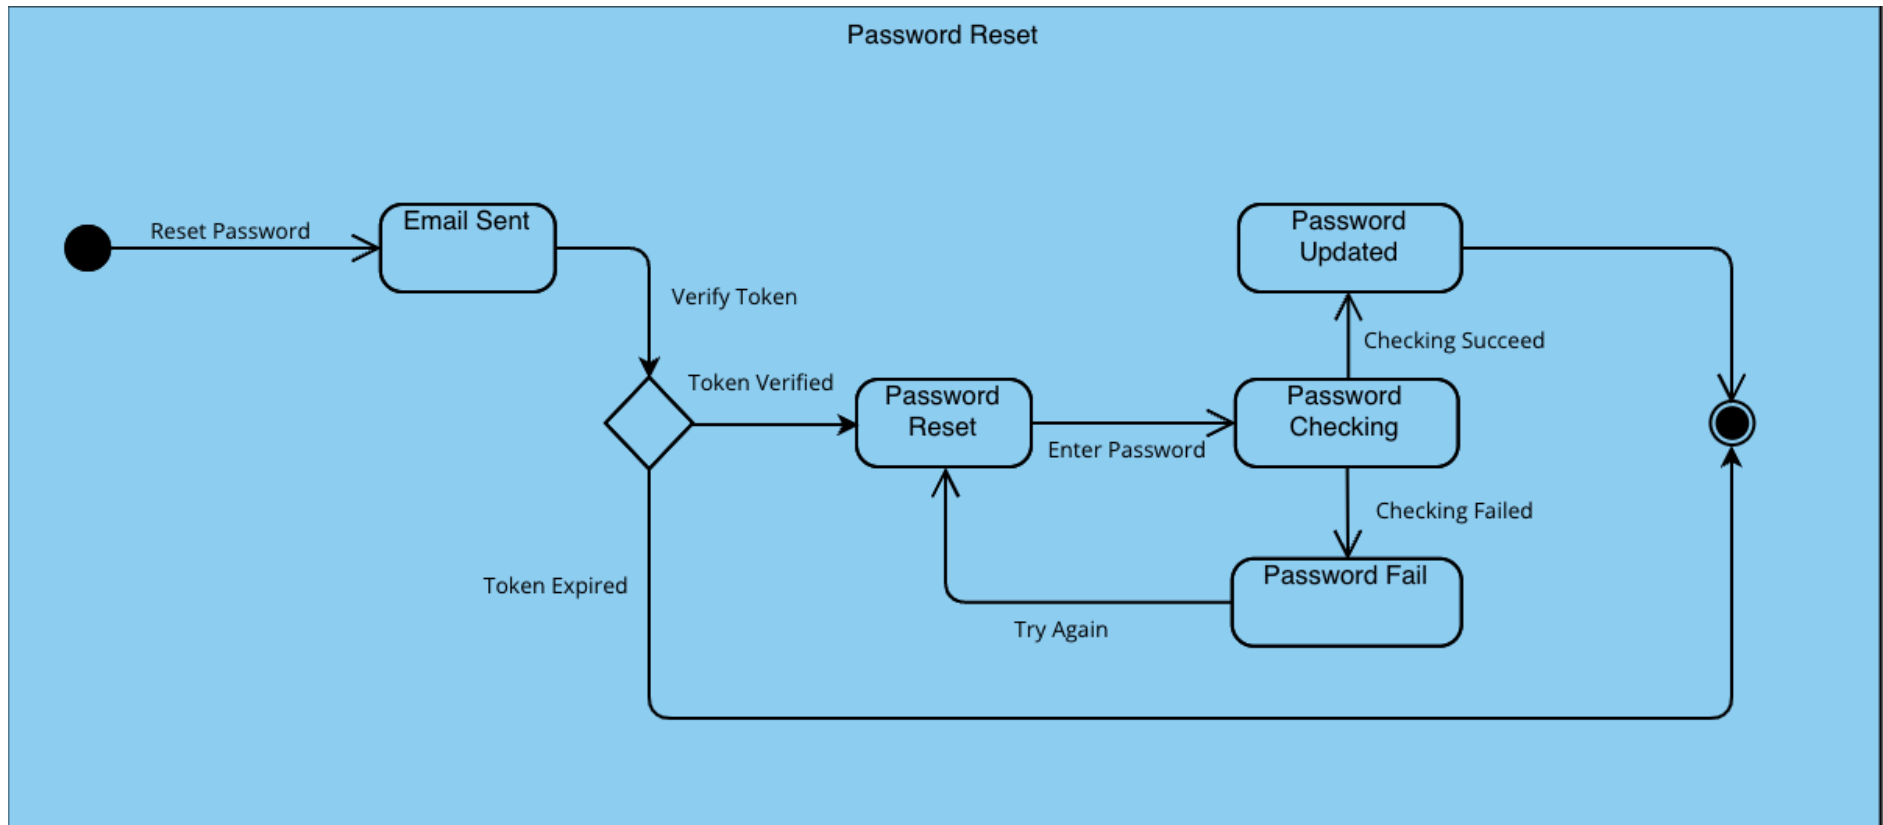 Password Reset
Reset Password
Email Sent
Verify Token
Token Verified
Token Expired
Password
Reset
Enter Password
Password
Checking
Checking Succeed
Password
Updated
Checking Failed
Password Fail
Try Again